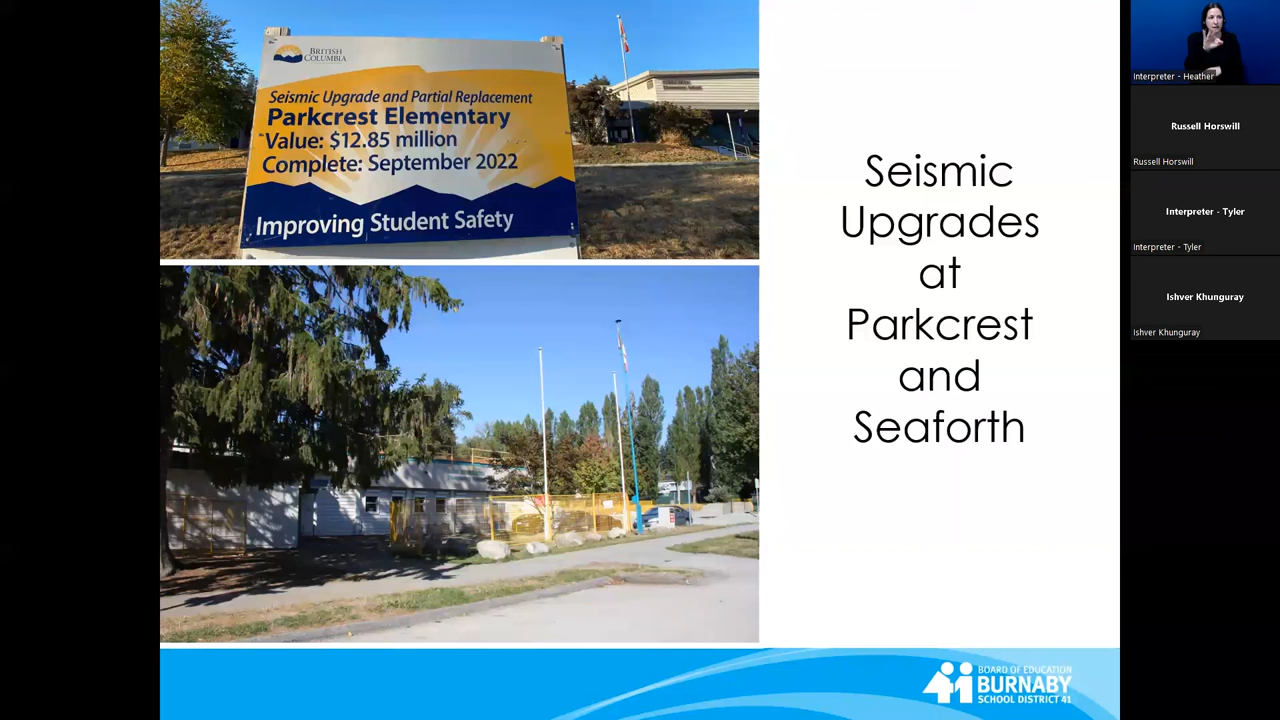 BRITISH
COLUMBIA
Seismic Upgrade and Partial Replacement
Parkcrest Elementary
Value: $12.85 million
Complete: September 2022
Improving Student Safety
Seismic
Upgrades
at
Parkcrest
and
Seaforth
BOARD OF EDUCATION
BURNABY
SCHOOL DISTRICT 41
Interpreter - Heather
Russell Horswill
Russell Horswill
Interpreter - Tyler
Interpreter - Tyler
Ishver Khunguray
Ishver Khunguray